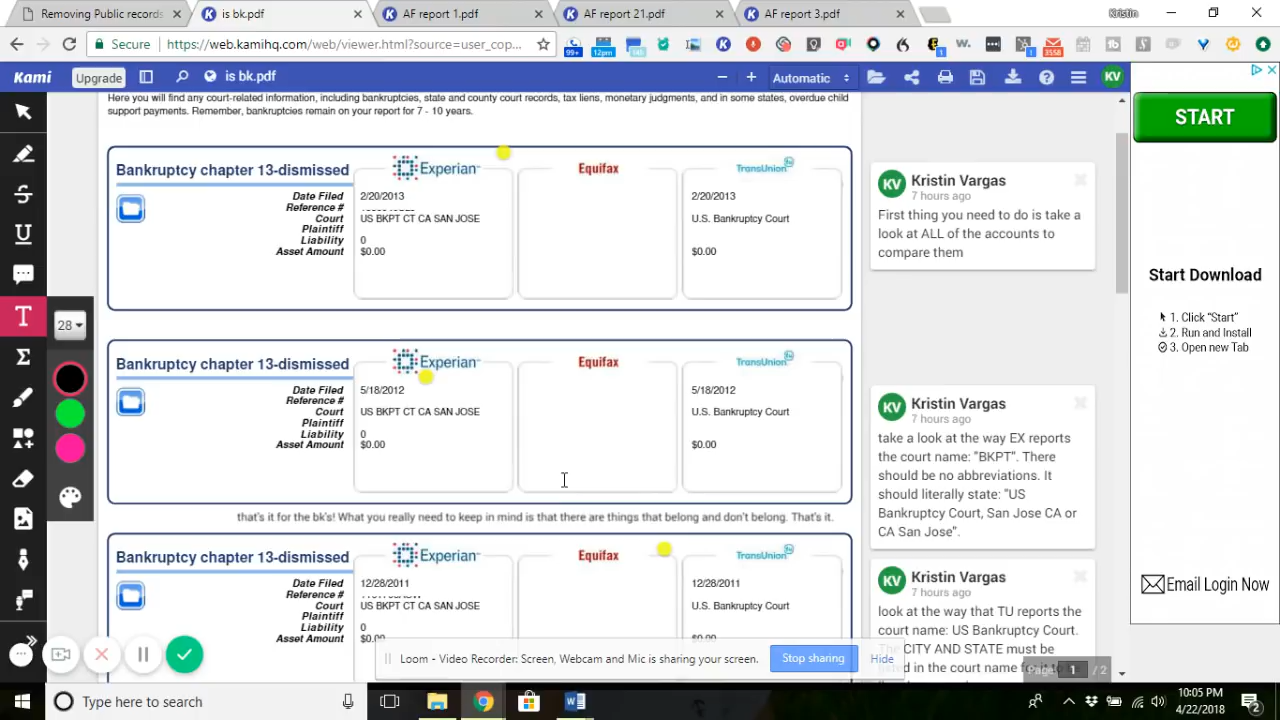 Removing Public records
is bk.pdf
AF report 1.pdf
AF report 21.pdf
AF report 3.pdf
Kristin
Secure
https://web.kamihq.com/web/viewer.html?source=user_cop...
99+
12pm
145
1
1
3558
Kami
Upgrade
is bk.pdf
Automatic
KV
Here you will find any court-related information, including bankruptcies, state and county court records, tax liens, monetary judgments, and in some states, overdue child
support payments. Remember, bankruptcies remain on your report for 7 - 10 years.
Bankruptcy chapter 13-dismissed
Experian
Equifax
TransUnion
Date Filed 2/20/2013 2/20/2013
Reference #
Court US BKPT CT CA SAN JOSE U.S. Bankruptcy Court
Plaintiff
Liability 0
Asset Amount $0.00 $0.00
Bankruptcy chapter 13-dismissed
Experian
Equifax
TransUnion
Date Filed 5/18/2012 5/18/2012
Reference #
Court US BKPT CT CA SAN JOSE U.S. Bankruptcy Court
Plaintiff
Liability 0
Asset Amount $0.00 $0.00
that's it for the bk's! What you really need to keep in mind is that there are things that belong and don't belong. That's it.
Bankruptcy chapter 13-dismissed
Experian
Equifax
TransUnion
Date Filed 12/28/2011 12/28/2011
Reference #
Court US BKPT CT CA SAN JOSE U.S. Bankruptcy Court
Plaintiff
Liability 0
Asset Amount $0.00 $0.00
28
KV
Kristin Vargas
7 hours ago
First thing you need to do is take a
look at ALL of the accounts to
compare them
KV
Kristin Vargas
7 hours ago
take a look at the way EX reports
the court name: "BKPT". There
should be no abbreviations. It
should literally state: "US
Bankruptcy Court, San Jose CA or
CA San Jose".
KV
Kristin Vargas
7 hours ago
look at the way that TU reports the
court name: US Bankruptcy Court.
The CITY AND STATE must be
in the court name
Page 1 / 2
START
Start Download
1. Click "Start"
2. Run and Install
3. Open new Tab
Email Login Now
Loom - Video Recorder: Screen, Webcam and Mic is sharing your screen.
Stop sharing
Hide
Type here to search
10:05 PM
4/22/2018
2